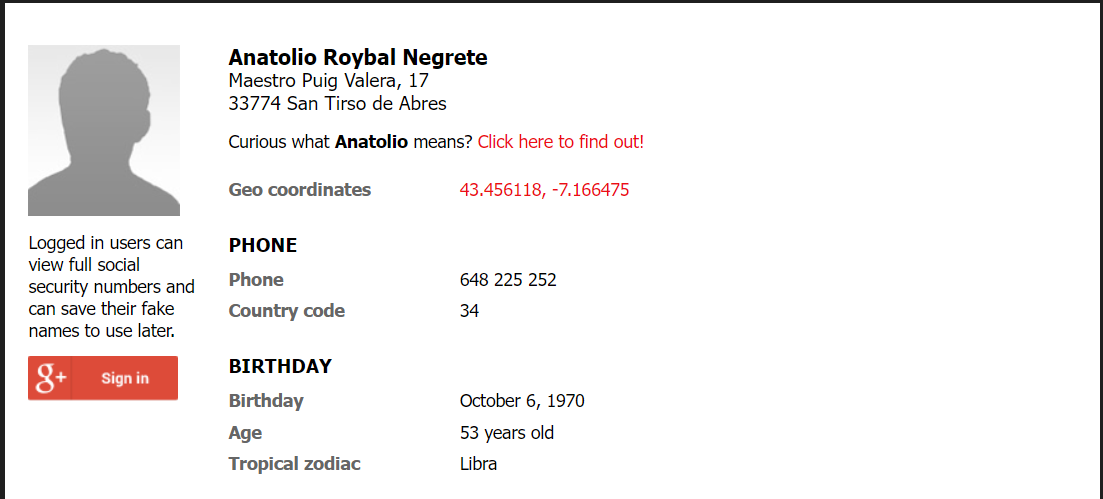 Anatolio Roybal Negrete
Maestro Puig Valera, 17
33774 San Tirso de Abres
Curious what Anatolio means? Click here to find out!
Geo coordinates 43.456118, -7.166475
Logged in users can
view full social
security numbers and
can save their fake
names to use later.
g+ Sign in
PHONE
Phone 648 225 252
Country code 34
BIRTHDAY
Birthday October 6, 1970
Age 53 years old
Tropical zodiac Libra